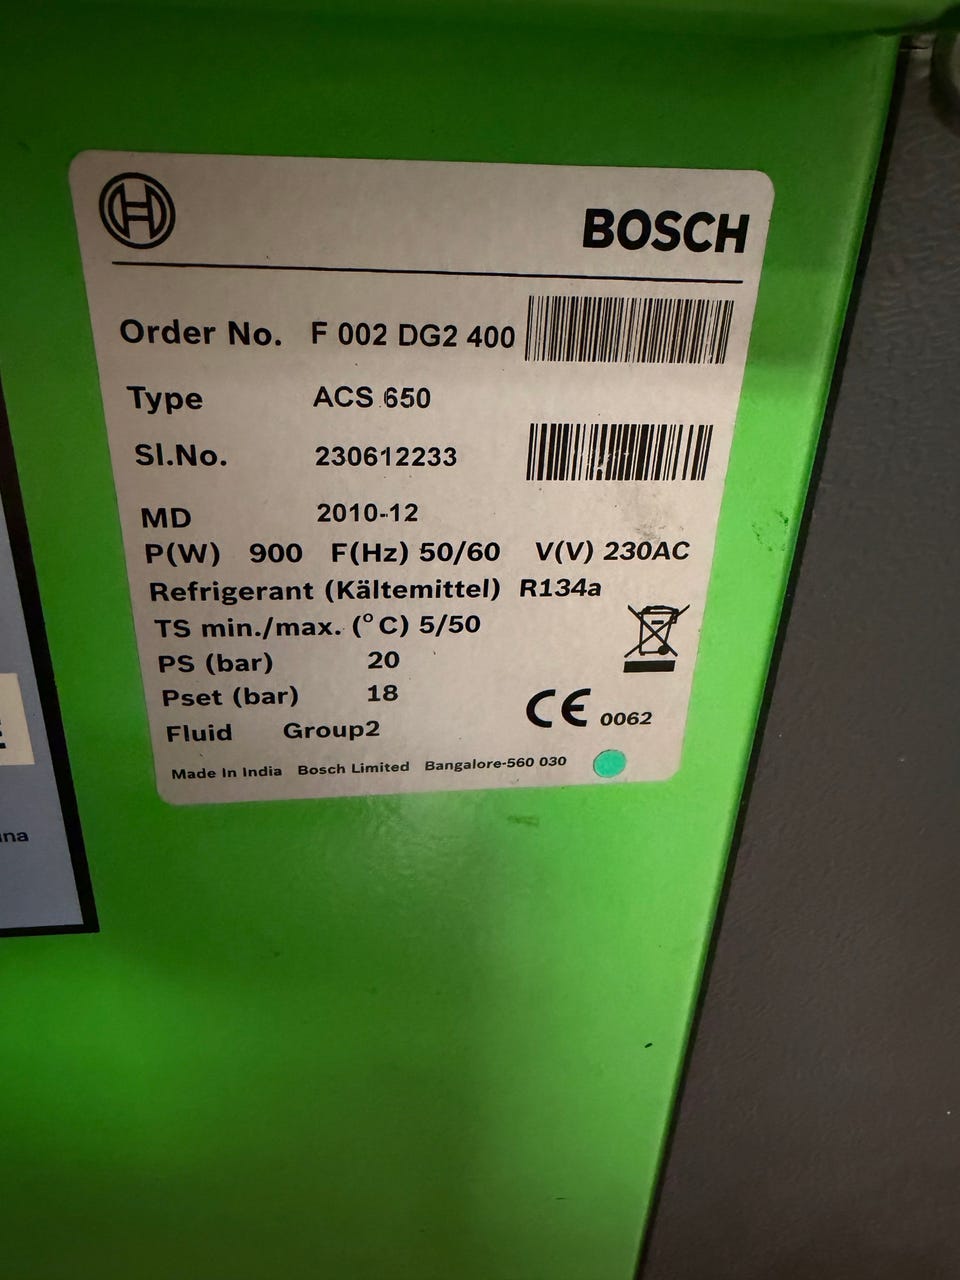 BOSCH
Order No. F 002 DG2 400
Type ACS 650
Sl.No. 230612233
MD 2010-12
P(W) 900 F(Hz) 50/60 V(V) 230AC
Refrigerant (Kältemittel) R134a
TS min./max. (°C) 5/50
PS (bar) 20
Pset (bar) 18
CE 0062
Fluid Group2
Made In India Bosch Limited Bangalore-560 030